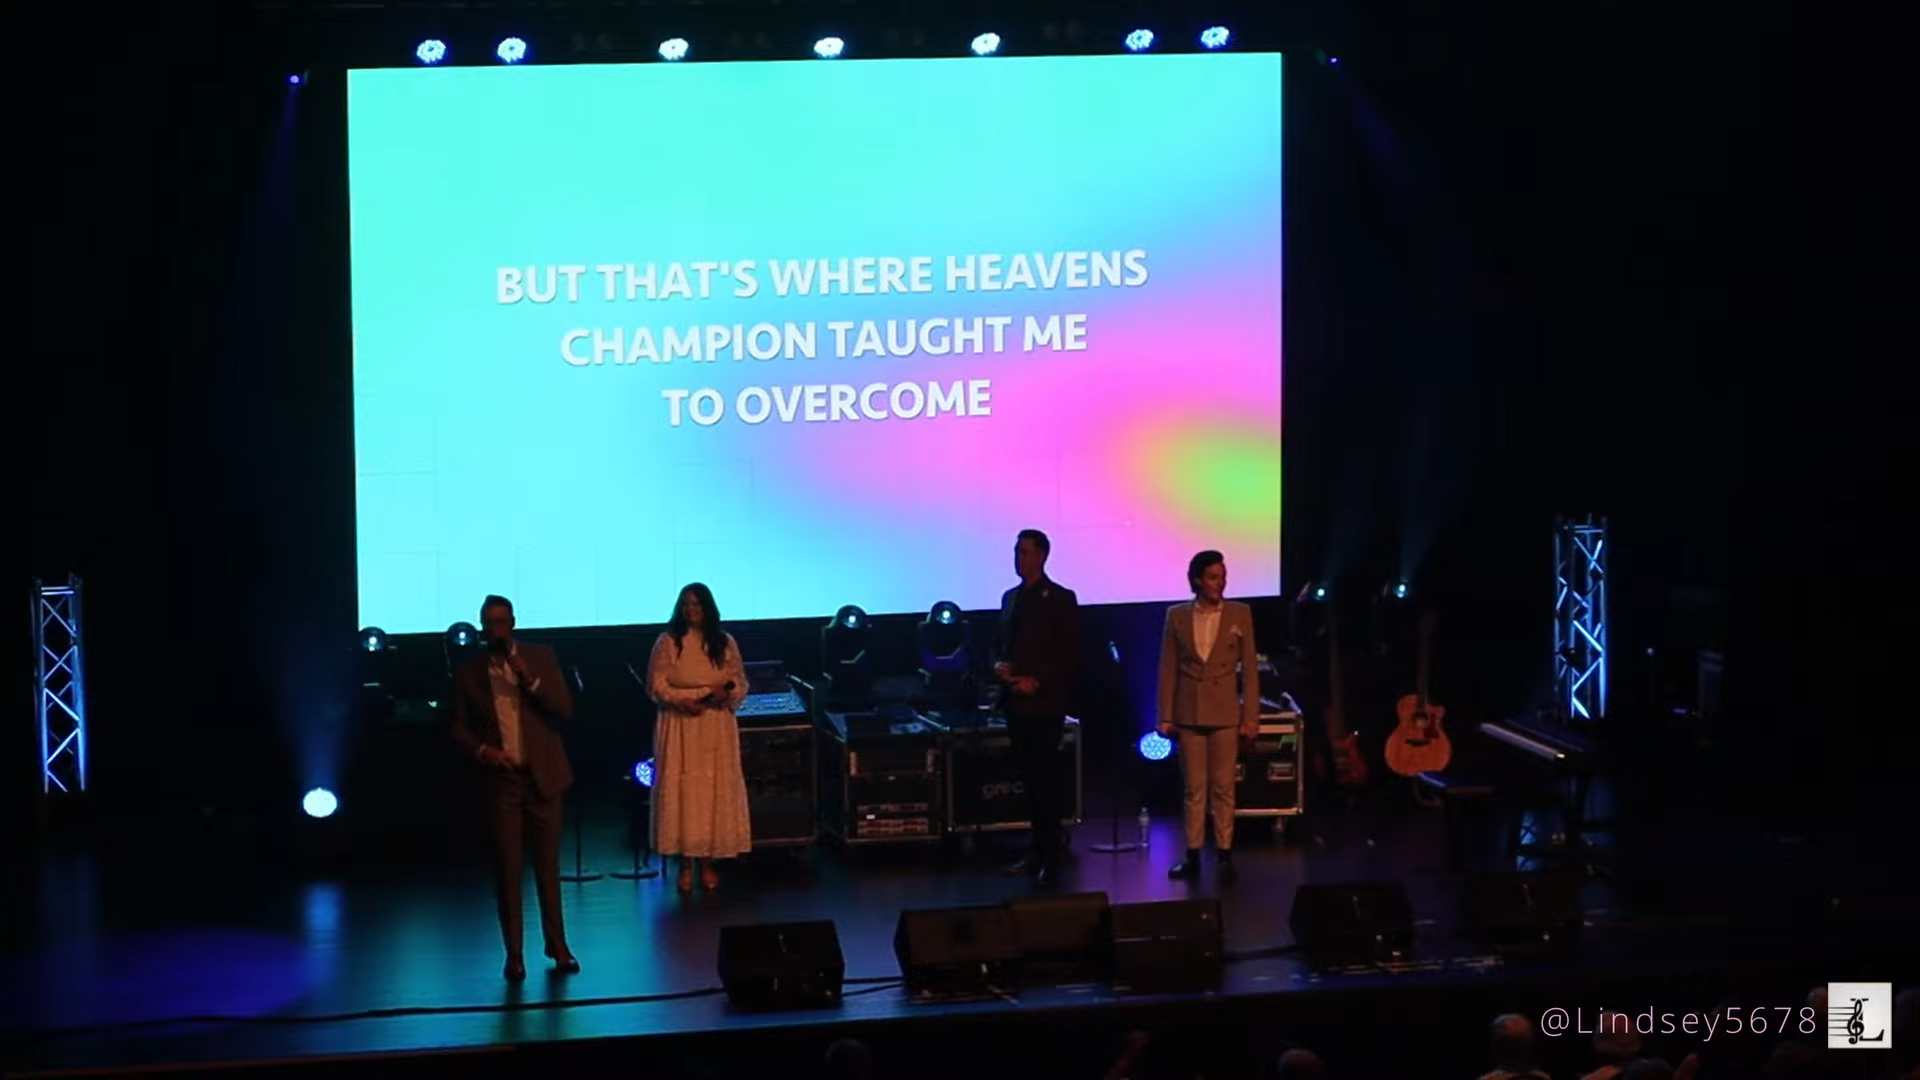 BUT THAT'S WHERE HEAVENS
CHAMPION TAUGHT ME
TO OVERCOME
@Lindsey5678